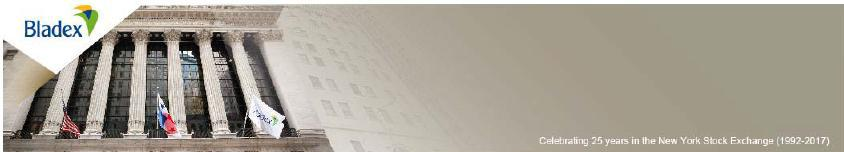 Bladex
Celebrating 25 years in the New York Stock Exchange (1992-2017)